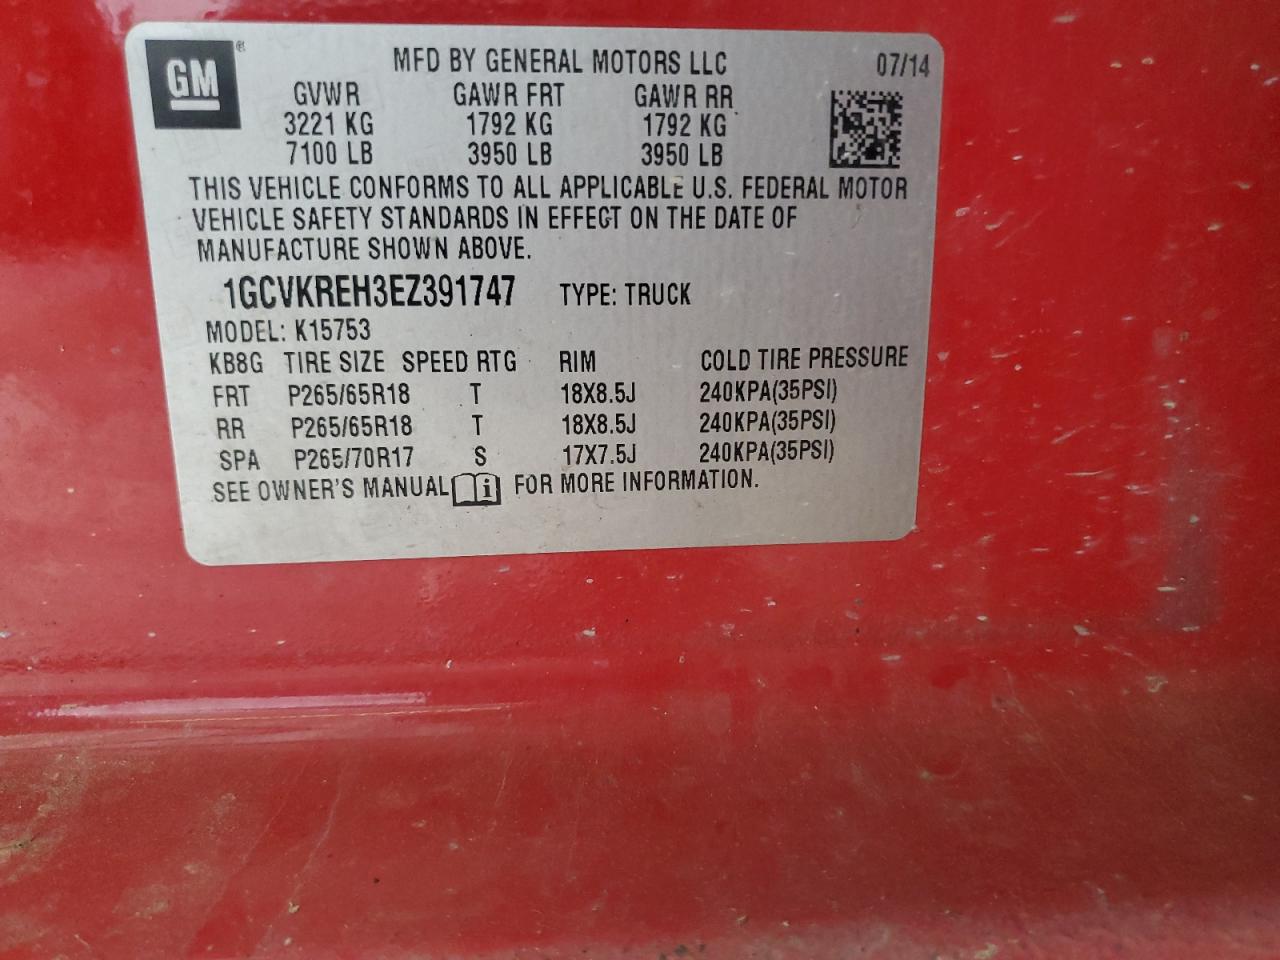 GM ®
MFD BY GENERAL MOTORS LLC 07/14
GVWR GAWR FRT GAWR RR
3221 KG 1792 KG 1792 KG
7100 LB 3950 LB 3950 LB
THIS VEHICLE CONFORMS TO ALL APPLICABLE U.S. FEDERAL MOTOR
VEHICLE SAFETY STANDARDS IN EFFECT ON THE DATE OF
MANUFACTURE SHOWN ABOVE.
1GCVKREH3EZ391747 TYPE: TRUCK
MODEL: K15753
KB8G TIRE SIZE SPEED RTG RIM COLD TIRE PRESSURE
FRT P265/65R18 T 18X8.5J 240KPA(35PSI)
RR P265/65R18 T 18X8.5J 240KPA(35PSI)
SPA P265/70R17 S 17X7.5J 240KPA(35PSI)
SEE OWNER'S MANUAL i FOR MORE INFORMATION.